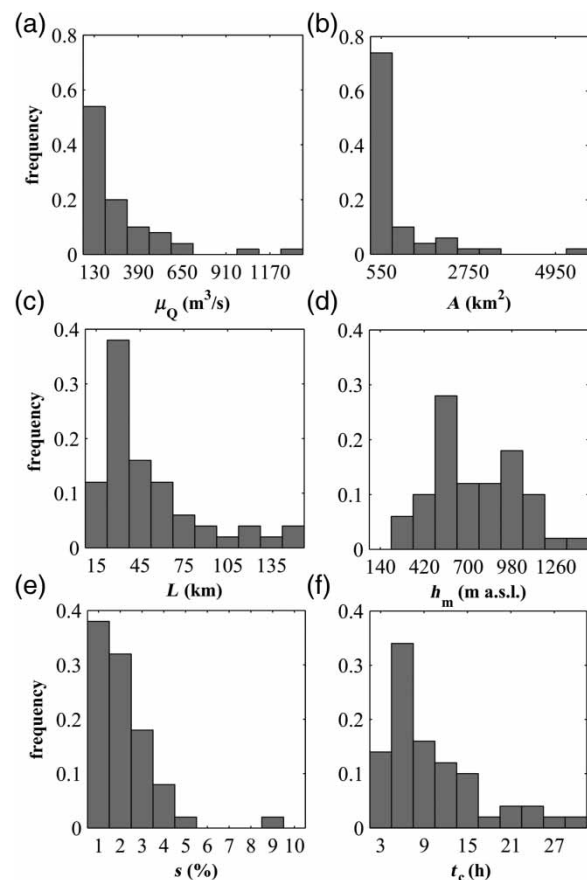 (a)
(b)
0.8
0.6
0.4
0.2
0
frequency
130 390 650 910 1170
μQ (m³/s)
0.8
0.6
0.4
0.2
0
550 2750 4950
A (km²)
(c)
(d)
0.4
0.3
0.2
0.1
0
frequency
15 45 75 105 135
L (km)
0.4
0.3
0.2
0.1
0
140 420 700 980 1260
hm (m a.s.l.)
(e)
(f)
0.4
0.3
0.2
0.1
0
frequency
1 2 3 4 5 6 7 8 9 10
s (%)
0.4
0.3
0.2
0.1
0
3 9 15 21 27
tc (h)